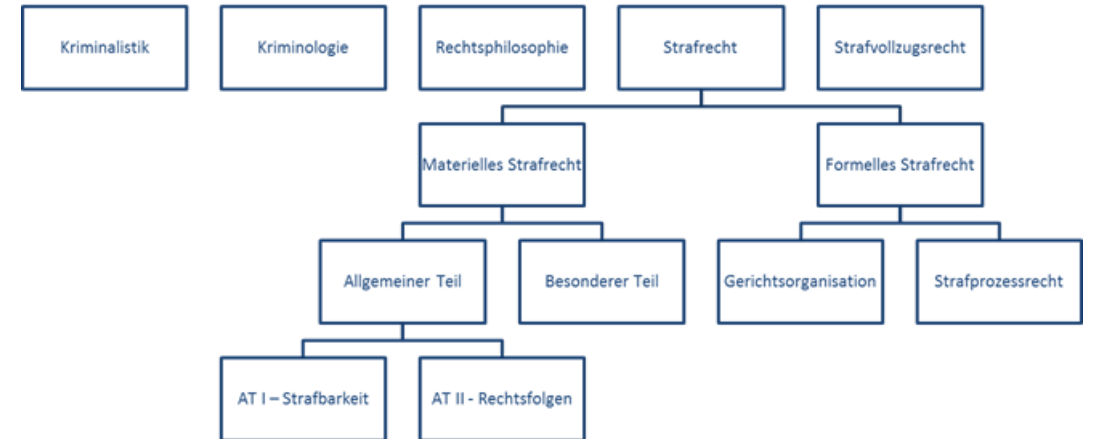 Kriminalistik
Kriminologie
Rechtsphilosophie
Strafrecht
Strafvollzugsrecht
Materielles Strafrecht
Formelles Strafrecht
Allgemeiner Teil
Besonderer Teil
Gerichtsorganisation
Strafprozessrecht
AT I – Strafbarkeit
AT II - Rechtsfolgen